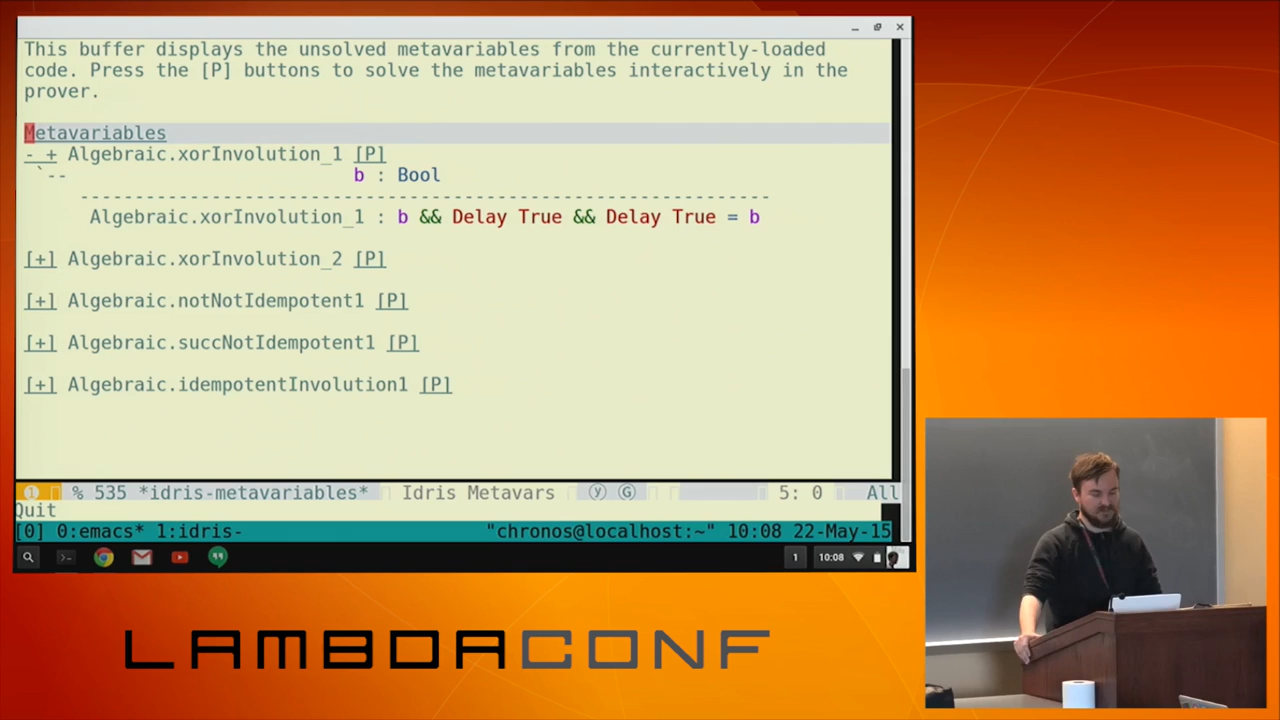 This buffer displays the unsolved metavariables from the currently-loaded
code. Press the [P] buttons to solve the metavariables interactively in the
prover.
Metavariables
- + Algebraic.xorInvolution_1 [P]
`-- b : Bool
----------------------------------------------------------------
Algebraic.xorInvolution_1 : b && Delay True && Delay True = b
[+] Algebraic.xorInvolution_2 [P]
[+] Algebraic.notNotIdempotent1 [P]
[+] Algebraic.succNotIdempotent1 [P]
[+] Algebraic.idempotentInvolution1 [P]
① % 535 *idris-metavariables* Idris Metavars ⓨ Ⓖ 5: 0 All
Quit
[0] 0:emacs* 1:idris- "chronos@localhost:~" 10:08 22-May-15
1 10:08
LAMBDACONF